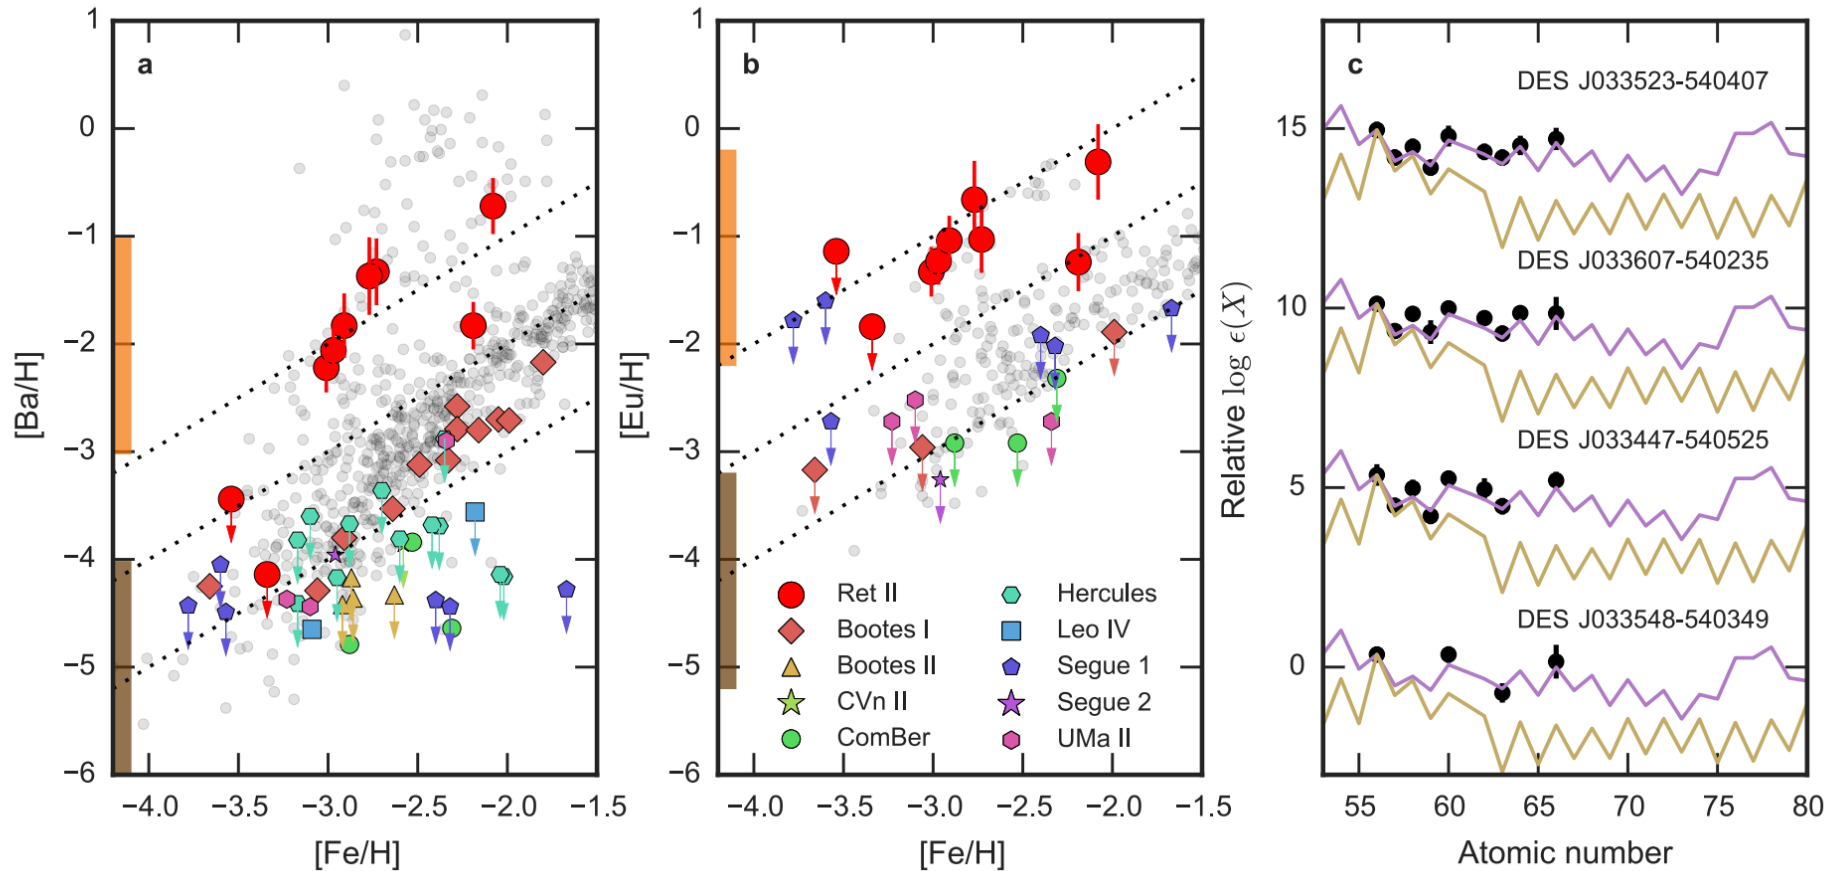 a
[Ba/H]
1
0
−1
−2
−3
−4
−5
−6
−4.0 −3.5 −3.0 −2.5 −2.0 −1.5
[Fe/H]
b
[Eu/H]
1
0
−1
−2
−3
−4
−5
−6
Ret II
Bootes I
Bootes II
CVn II
ComBer
Hercules
Leo IV
Segue 1
Segue 2
UMa II
−4.0 −3.5 −3.0 −2.5 −2.0 −1.5
[Fe/H]
c
Relative log ϵ(X)
15
10
5
0
DES J033523-540407
DES J033607-540235
DES J033447-540525
DES J033548-540349
55 60 65 70 75 80
Atomic number